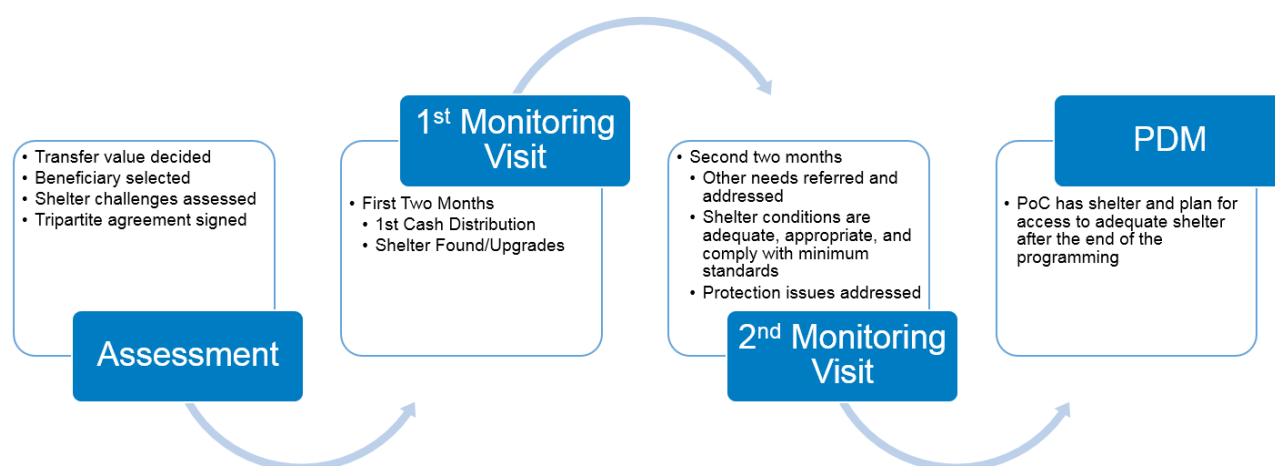 • Transfer value decided
• Beneficiary selected
• Shelter challenges assessed
• Tripartite agreement signed
Assessment
1st Monitoring
Visit
• First Two Months
• 1st Cash Distribution
• Shelter Found/Upgrades
• Second two months
• Other needs referred and
addressed
• Shelter conditions are
adequate, appropriate, and
comply with minimum
standards
• Protection issues addressed
2nd Monitoring
Visit
PDM
• PoC has shelter and plan for
access to adequate shelter
after the end of the
programming